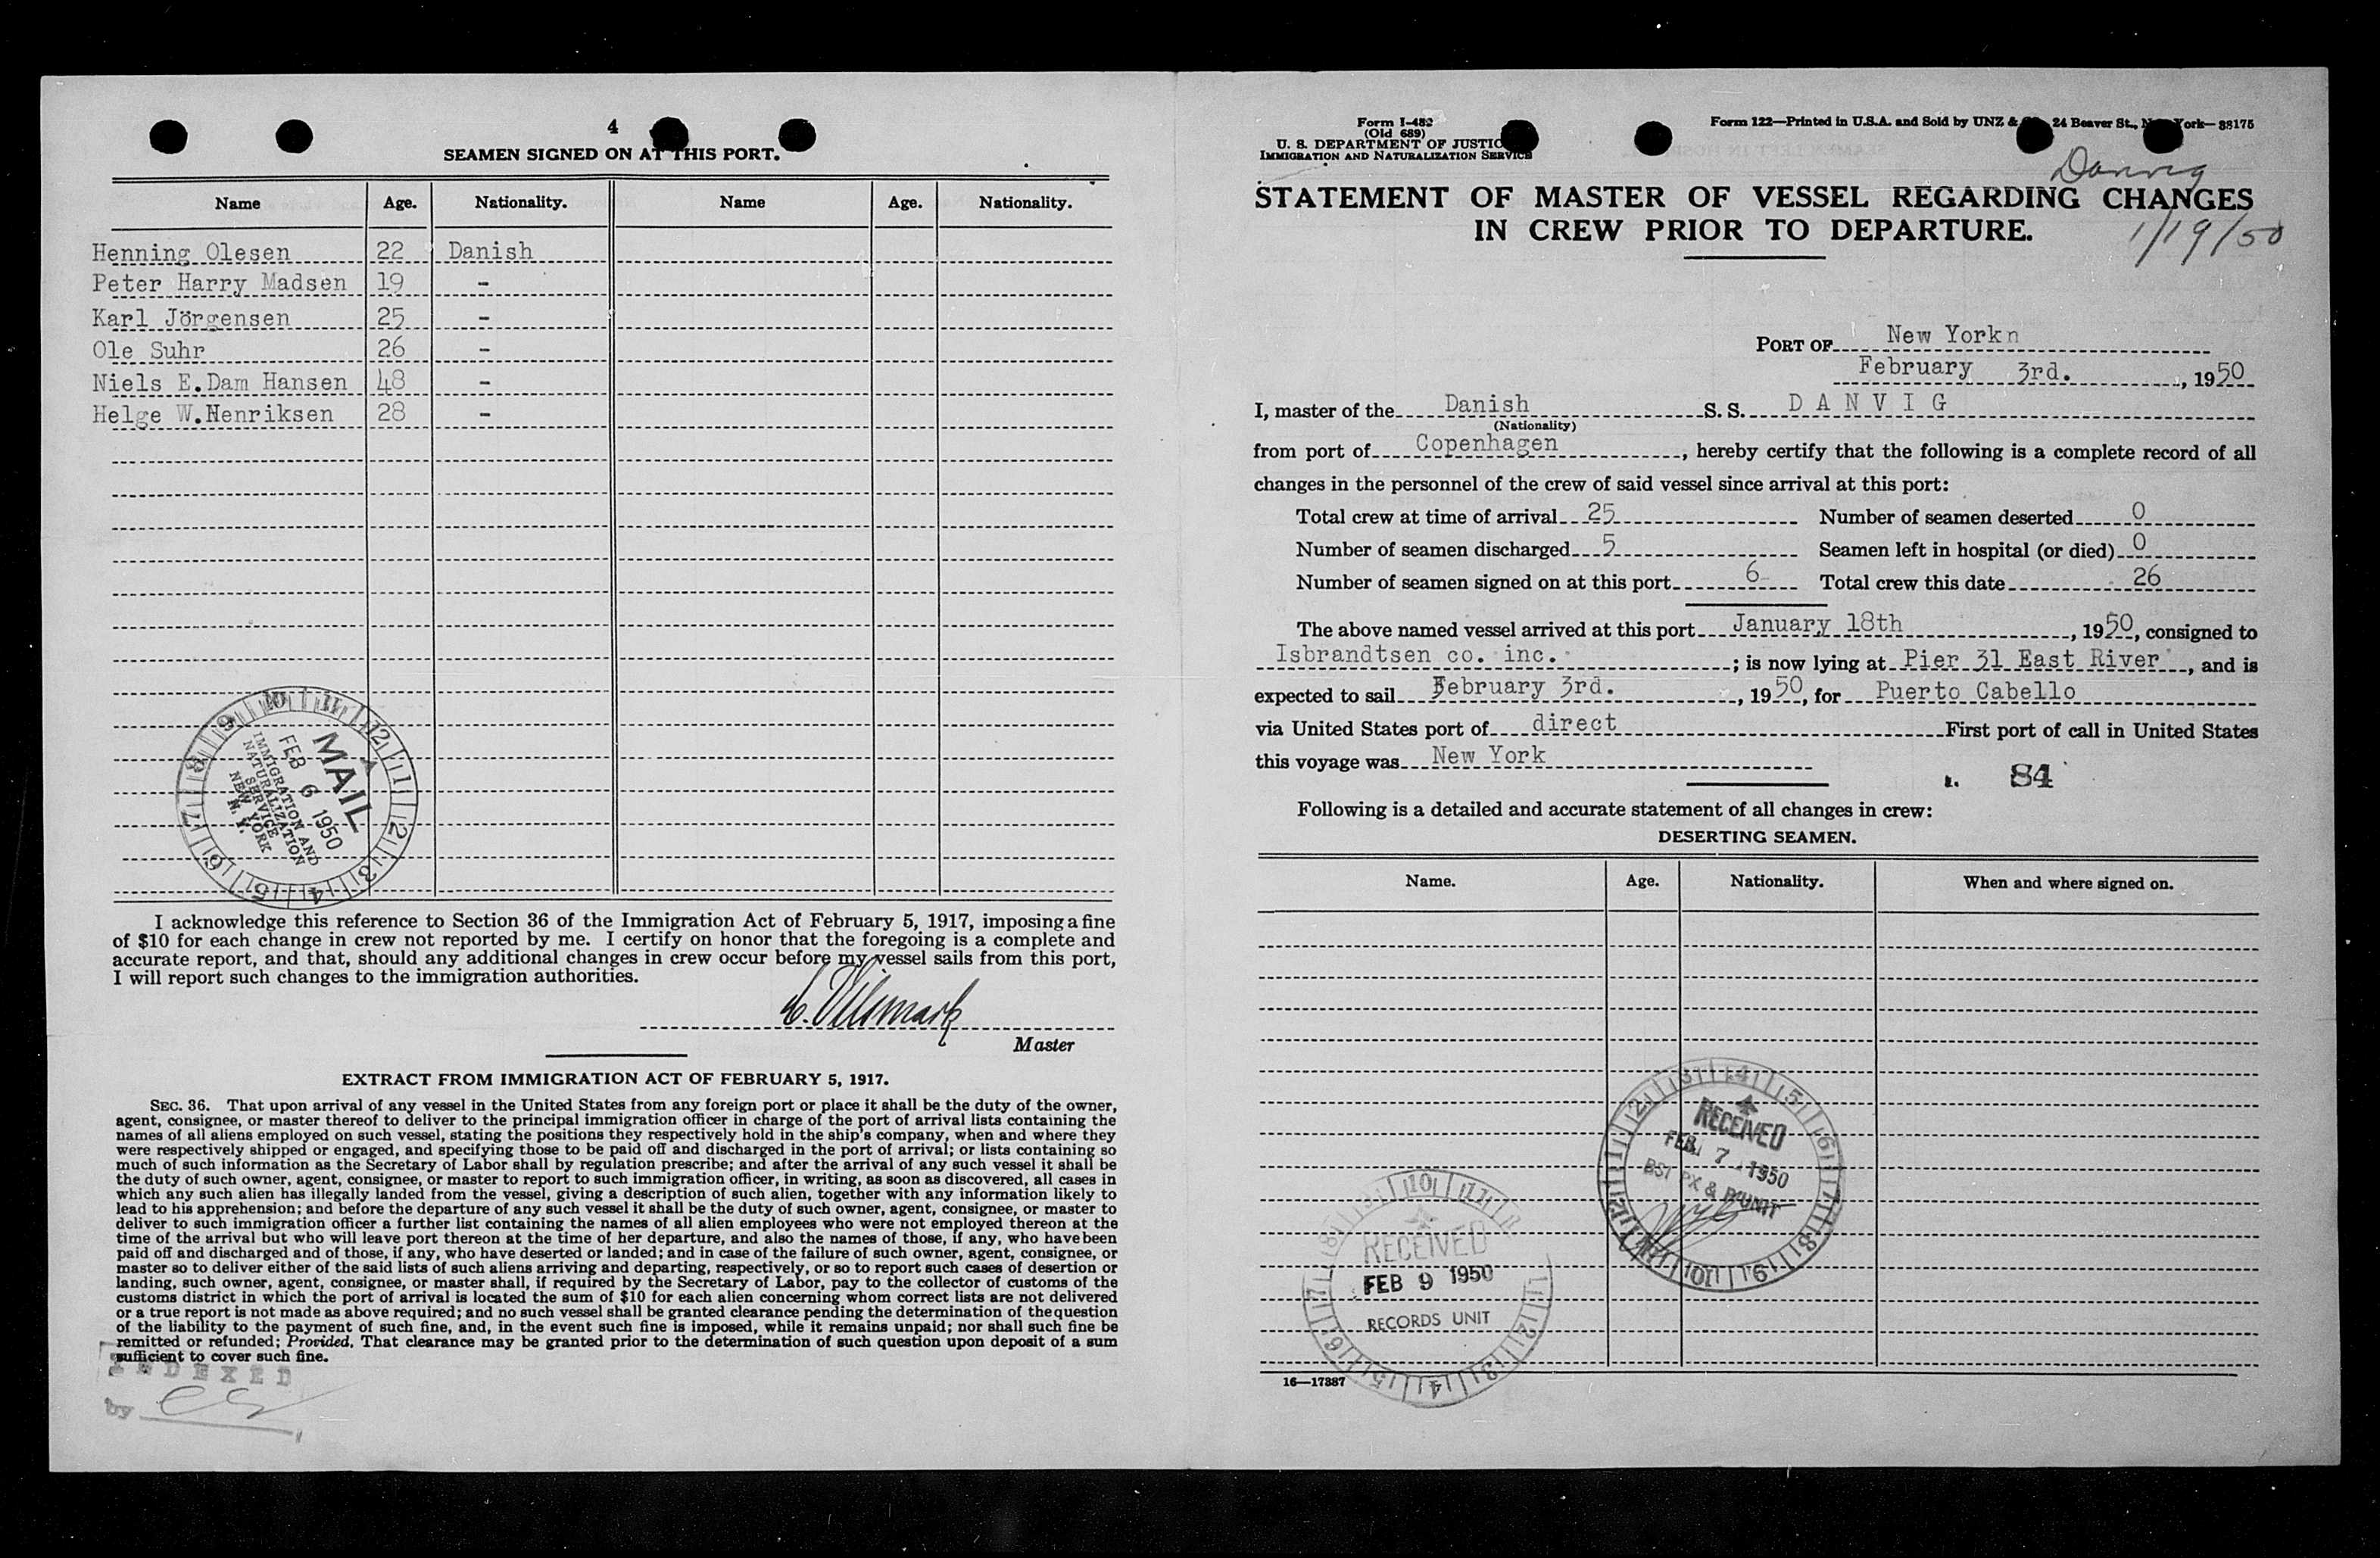 4
SEAMEN SIGNED ON AT THIS PORT.
Name Age. Nationality. Name Age. Nationality.
Henning Olesen 22 Danish
Peter Harry Madsen 19 -
Karl Jörgensen 25 -
Ole Suhr 26 -
Niels E.Dam Hansen 48 -
Helge W.Henriksen 28 -
MAIL
FEB 6 1950
IMMIGRATION AND
NATURALIZATION
SERVICE
NEW YORK
N. Y.
I acknowledge this reference to Section 36 of the Immigration Act of February 5, 1917, imposing a fine
of $10 for each change in crew not reported by me. I certify on honor that the foregoing is a complete and
accurate report, and that, should any additional changes in crew occur before my vessel sails from this port,
I will report such changes to the immigration authorities.
Master
EXTRACT FROM IMMIGRATION ACT OF FEBRUARY 5, 1917.
SEC. 36. That upon arrival of any vessel in the United States from any foreign port or place it shall be the duty of the owner,
agent, consignee, or master thereof to deliver to the principal immigration officer in charge of the port of arrival lists containing the
names of all aliens employed on such vessel, stating the positions they respectively hold in the ship's company, when and where they
were respectively shipped or engaged, and specifying those to be paid off and discharged in the port of arrival; or lists containing so
much of such information as the Secretary of Labor shall by regulation prescribe; and after the arrival of any such vessel it shall be
the duty of such owner, agent, consignee, or master to report to such immigration officer, in writing, as soon as discovered, all cases in
which any such alien has illegally landed from the vessel, giving a description of such alien, together with any information likely to
lead to his apprehension; and before the departure of any such vessel it shall be the duty of such owner, agent, consignee, or master to
deliver to such immigration officer a further list containing the names of all alien employees who were not employed thereon at the
time of the arrival but who will leave port thereon at the time of her departure, and also the names of those, if any, who have been
paid off and discharged and of those, if any, who have deserted or landed; and in case of the failure of such owner, agent, consignee, or
master so to deliver either of the said lists of such aliens arriving and departing, respectively, or so to report such cases of desertion or
landing, such owner, agent, consignee, or master shall, if required by the Secretary of Labor, pay to the collector of customs of the
customs district in which the port of arrival is located the sum of $10 for each alien concerning whom correct lists are not delivered
or a true report is not made as above required; and no such vessel shall be granted clearance pending the determination of the question
of the liability to the payment of such fine, and, in the event such fine is imposed, while it remains unpaid; nor shall such fine be
remitted or refunded; Provided, That clearance may be granted prior to the determination of such question upon deposit of a sum
sufficient to cover such fine.
INDEXED
by
Form I-489
(Old 689)
U. S. DEPARTMENT OF JUSTIC
IMMIGRATION AND NATURALIZATION SERVICE
Form 122—Printed in U.S.A. and Sold by UNZ & 24 Beaver St., N ork—38175
Danvig
STATEMENT OF MASTER OF VESSEL REGARDING CHANGES
IN CREW PRIOR TO DEPARTURE.
1/19/50
PORT OF New Yorkn
February 3rd. , 1950
I, master of the Danish S. S. D A N V I G
(Nationality)
from port of Copenhagen , hereby certify that the following is a complete record of all
changes in the personnel of the crew of said vessel since arrival at this port:
Total crew at time of arrival 25 Number of seamen deserted 0
Number of seamen discharged 5 Seamen left in hospital (or died) 0
Number of seamen signed on at this port 6 Total crew this date 26
The above named vessel arrived at this port January 18th , 1950, consigned to
Isbrandtsen co. inc. ; is now lying at Pier 31 East River , and is
expected to sail February 3rd. , 1950, for Puerto Cabello
via United States port of direct First port of call in United States
this voyage was New York
84
Following is a detailed and accurate statement of all changes in crew:
DESERTING SEAMEN.
Name. Age. Nationality. When and where signed on.
RECEIVED
FEB 7 1950
BSI PX & P UNIT
RECEIVED
FEB 9 1950
RECORDS UNIT
16—17887